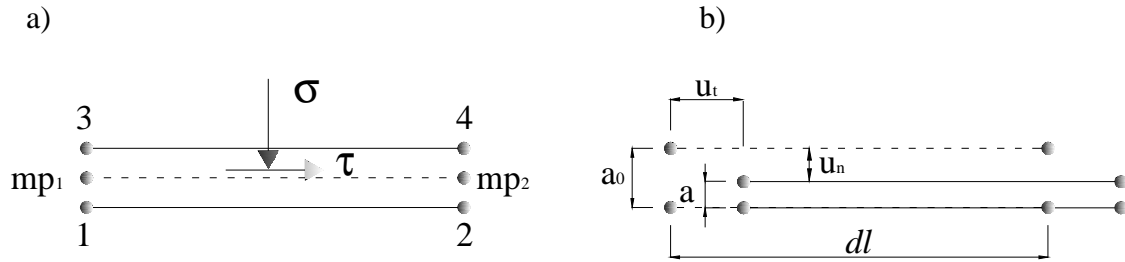 a)
b)
σ
3
4
τ
mp₁
mp₂
1
2
uₜ
a₀
uₙ
a
dl